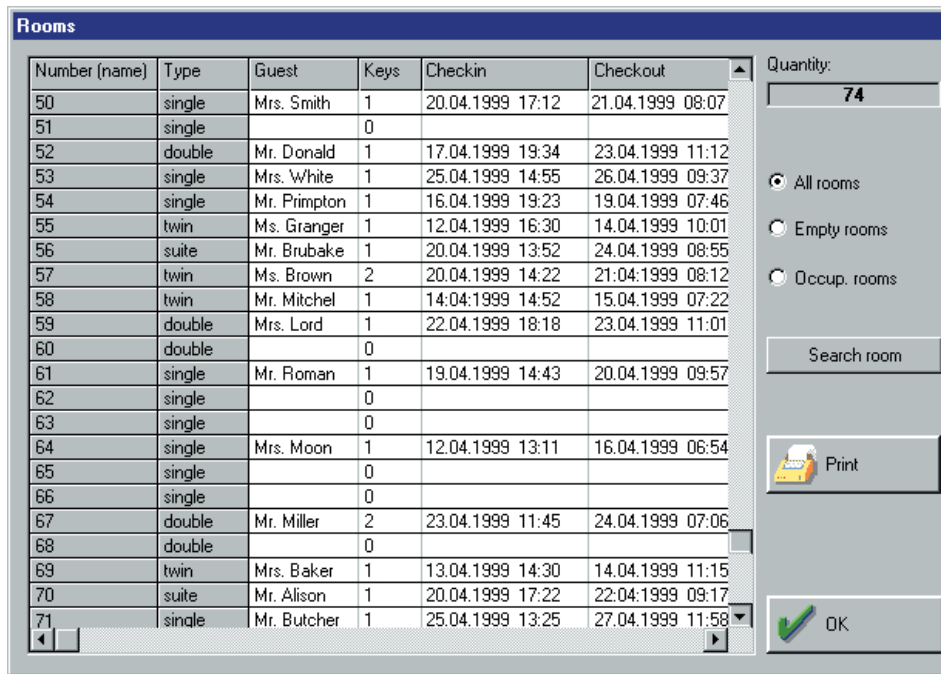 Rooms
Number (name) Type Guest Keys Checkin Checkout
50 single Mrs. Smith 1 20.04.1999 17:12 21.04.1999 08:07
51 single 0
52 double Mr. Donald 1 17.04.1999 19:34 23.04.1999 11:12
53 single Mrs. White 1 25.04.1999 14:55 26.04.1999 09:37
54 single Mr. Primpton 1 16.04.1999 19:23 19.04.1999 07:46
55 twin Ms. Granger 1 12.04.1999 16:30 14.04.1999 10:01
56 suite Mr. Brubake 1 20.04.1999 13:52 24.04.1999 08:55
57 twin Ms. Brown 2 20.04.1999 14:22 21:04:1999 08:12
58 twin Mr. Mitchel 1 14:04:1999 14:52 15.04.1999 07:22
59 double Mrs. Lord 1 22.04.1999 18:18 23.04.1999 11:01
60 double 0
61 single Mr. Roman 1 19.04.1999 14:43 20.04.1999 09:57
62 single 0
63 single 0
64 single Mrs. Moon 1 12.04.1999 13:11 16.04.1999 06:54
65 single 0
66 single 0
67 double Mr. Miller 2 23.04.1999 11:45 24.04.1999 07:06
68 double 0
69 twin Mrs. Baker 1 13.04.1999 14:30 14.04.1999 11:15
70 suite Mr. Alison 1 20.04.1999 17:22 22:04:1999 09:17
71 single Mr. Butcher 1 25.04.1999 13:25 27.04.1999 11:58
Quantity:
74
All rooms
Empty rooms
Occup. rooms
Search room
Print
OK